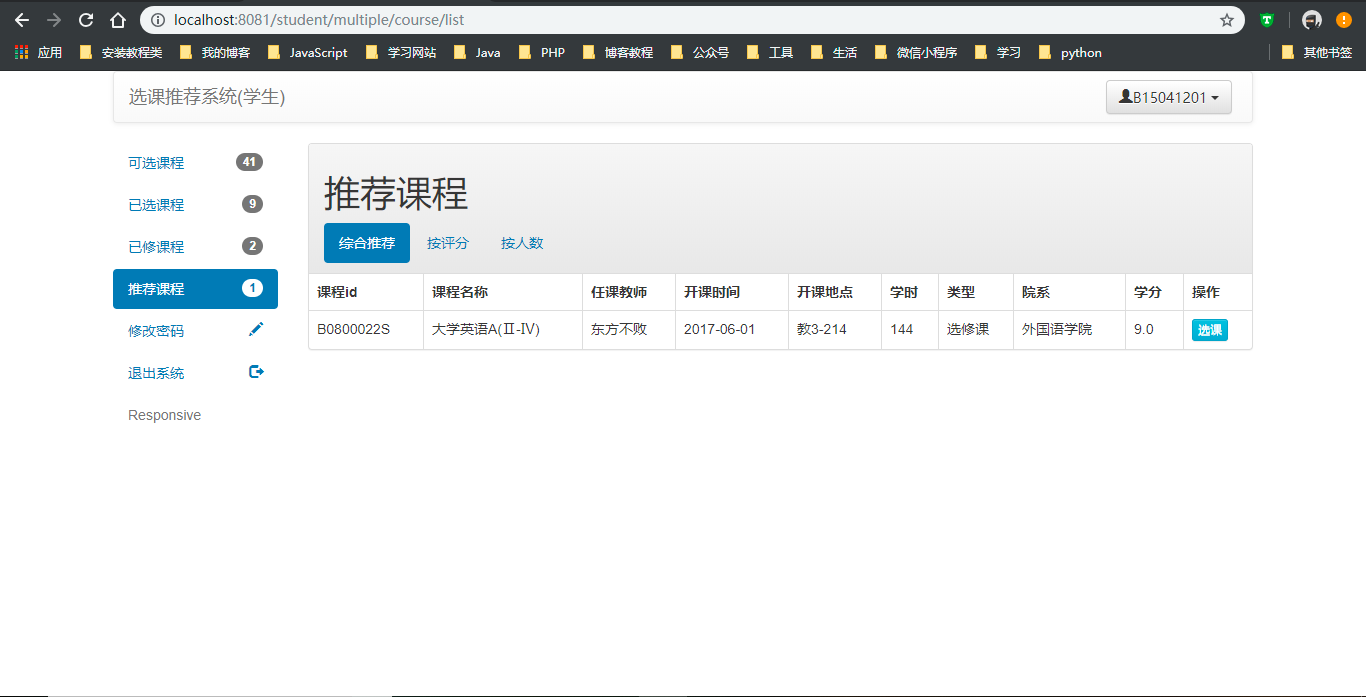 localhost:8081/student/multiple/course/list
应用 安装教程类 我的博客 JavaScript 学习网站 Java PHP 博客教程 公众号 工具 生活 微信小程序 学习 python 其他书签
选课推荐系统(学生) B15041201
可选课程 41
已选课程 9
已修课程 2
推荐课程 1
修改密码
退出系统
Responsive
推荐课程
综合推荐 按评分 按人数
课程id 课程名称 任课教师 开课时间 开课地点 学时 类型 院系 学分 操作
B0800022S 大学英语A(Ⅱ-Ⅳ) 东方不败 2017-06-01 教3-214 144 选修课 外国语学院 9.0 选课